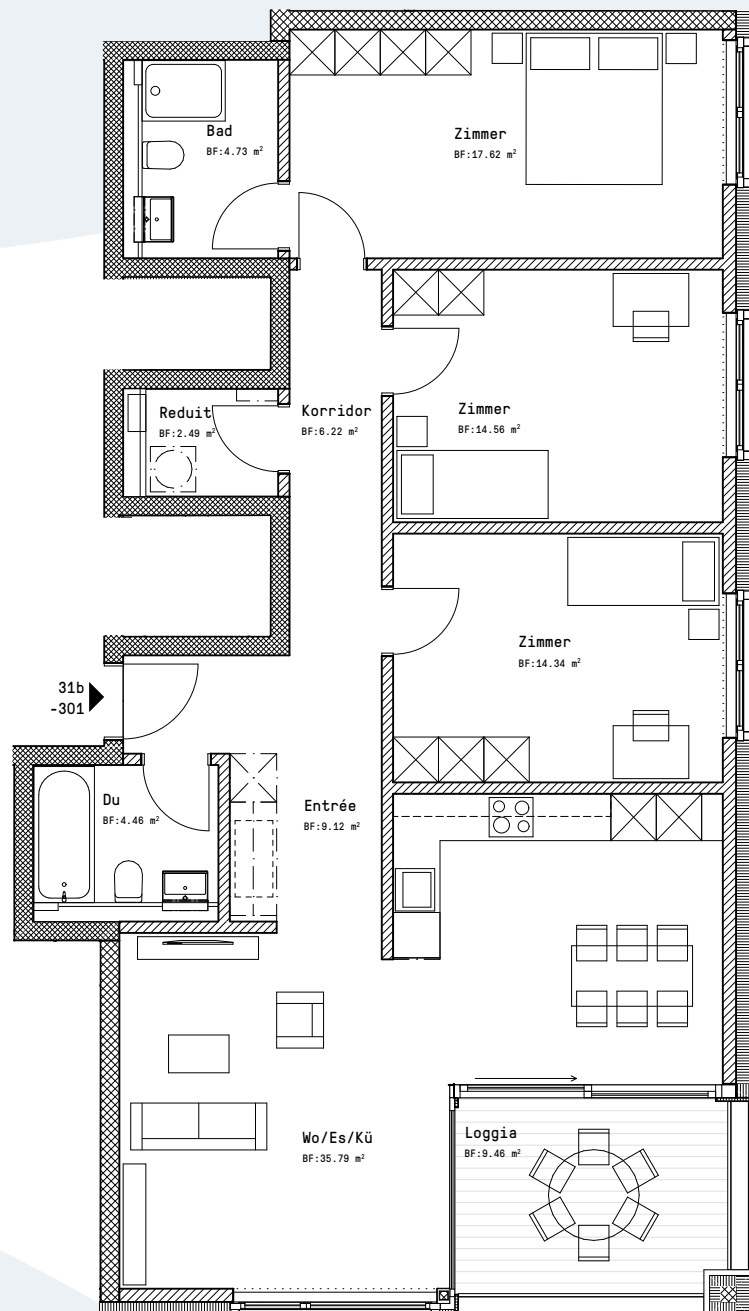 Bad
BF:4.73 m²
Zimmer
BF:17.62 m²
Reduit
BF:2.49 m²
Korridor
BF:6.22 m²
Zimmer
BF:14.56 m²
Zimmer
BF:14.34 m²
31b
-301
Du
BF:4.46 m²
Entrée
BF:9.12 m²
Wo/Es/Kü
BF:35.79 m²
Loggia
BF:9.46 m²